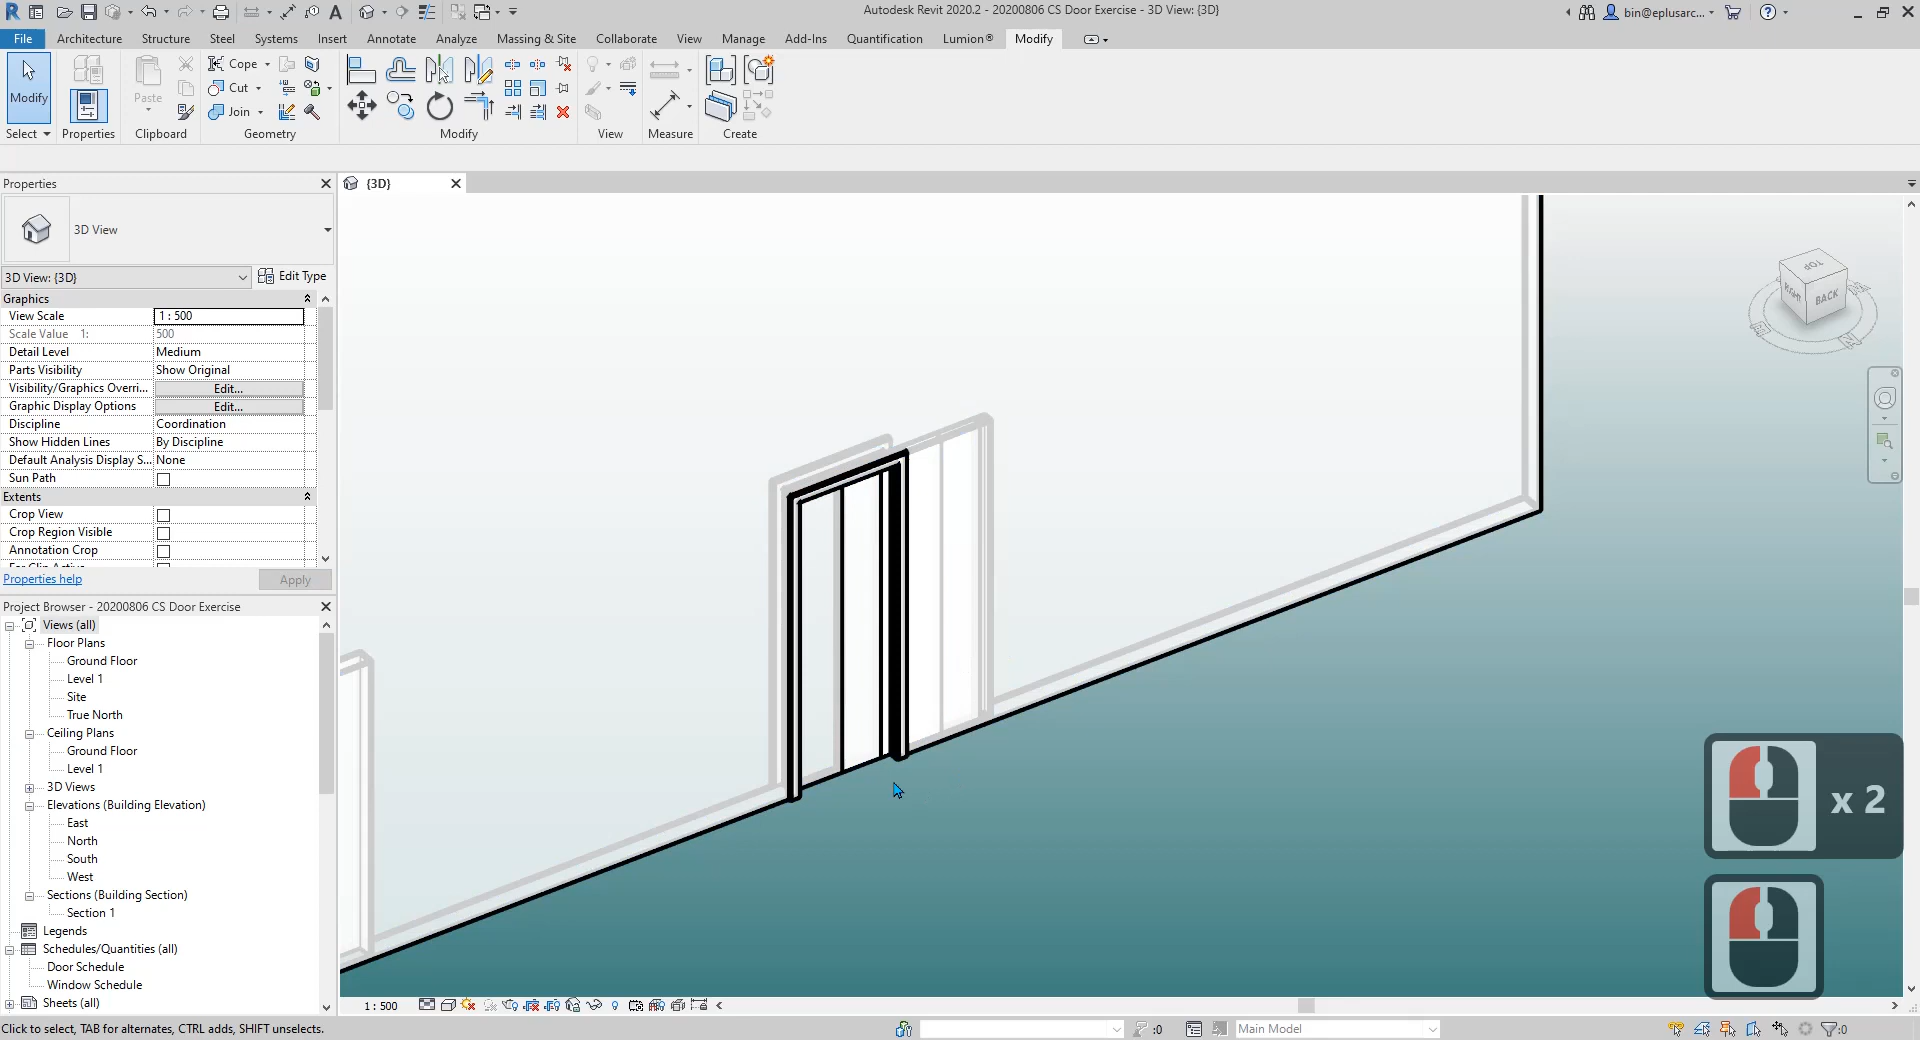 Autodesk Revit 2020.2 - 20200806 CS Door Exercise - 3D View: {3D}
bin@eplusarc...
File Architecture Structure Steel Systems Insert Annotate Analyze Massing & Site Collaborate View Manage Add-Ins Quantification Lumion® Modify
Cope
Cut
Join
Modify
Paste
Select Properties Clipboard Geometry Modify View Measure Create
Properties
{3D}
3D View
3D View: {3D}
Edit Type
Graphics
View Scale 1 : 500
Scale Value 1: 500
Detail Level Medium
Parts Visibility Show Original
Visibility/Graphics Overri... Edit...
Graphic Display Options Edit...
Discipline Coordination
Show Hidden Lines By Discipline
Default Analysis Display S... None
Sun Path
Extents
Crop View
Crop Region Visible
Annotation Crop
Properties help
Apply
Project Browser - 20200806 CS Door Exercise
Views (all)
Floor Plans
Ground Floor
Level 1
Site
True North
Ceiling Plans
Ground Floor
Level 1
3D Views
Elevations (Building Elevation)
East
North
South
West
Sections (Building Section)
Section 1
Legends
Schedules/Quantities (all)
Door Schedule
Window Schedule
Sheets (all)
TOP
RIGHT
BACK
x 2
1 : 500
Click to select, TAB for alternates, CTRL adds, SHIFT unselects.
:0
Main Model
:0